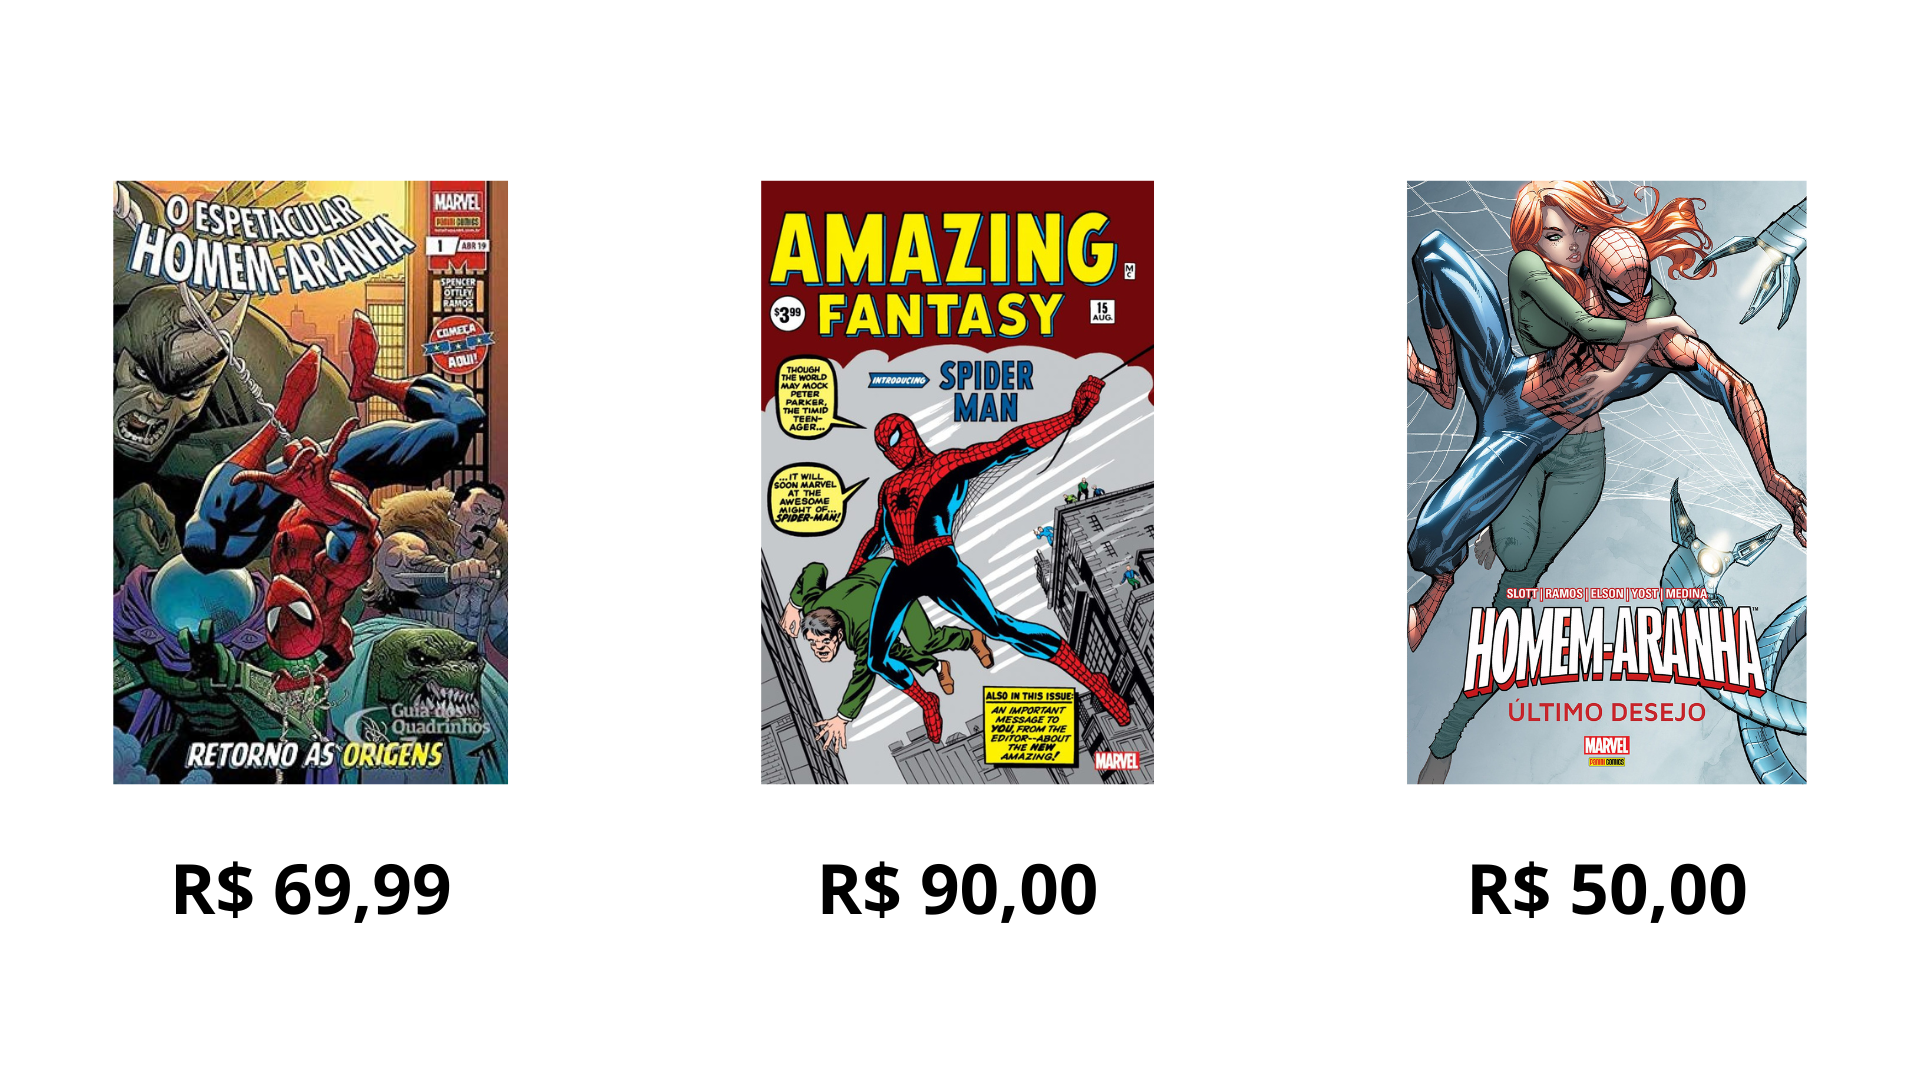 O ESPETACULAR
HOMEM-ARANHA
MARVEL
PANINI COMICS
1 ABR 19
SPENCER
OTTLEY
RAMOS
COMEÇA
AQUI!
Guia dos
Quadrinhos
RETORNO ÀS ORIGENS
R$ 69,99
AMAZING
MC
$3.99
FANTASY
15
AUG.
THOUGH
THE WORLD
MAY MOCK
PETER
PARKER,
THE TIMID
TEEN-
AGER...
INTRODUCING
SPIDER
MAN
...IT WILL
SOON MARVEL
AT THE
AWESOME
MIGHT OF...
SPIDER-MAN!
ALSO IN THIS ISSUE:
AN IMPORTANT
MESSAGE TO
YOU, FROM THE
EDITOR--ABOUT
THE NEW
AMAZING!
MARVEL
R$ 90,00
SLOTT | RAMOS | ELSON | YOST | MEDINA
HOMEM-ARANHA™
ÚLTIMO DESEJO
MARVEL
PANINI COMICS
R$ 50,00